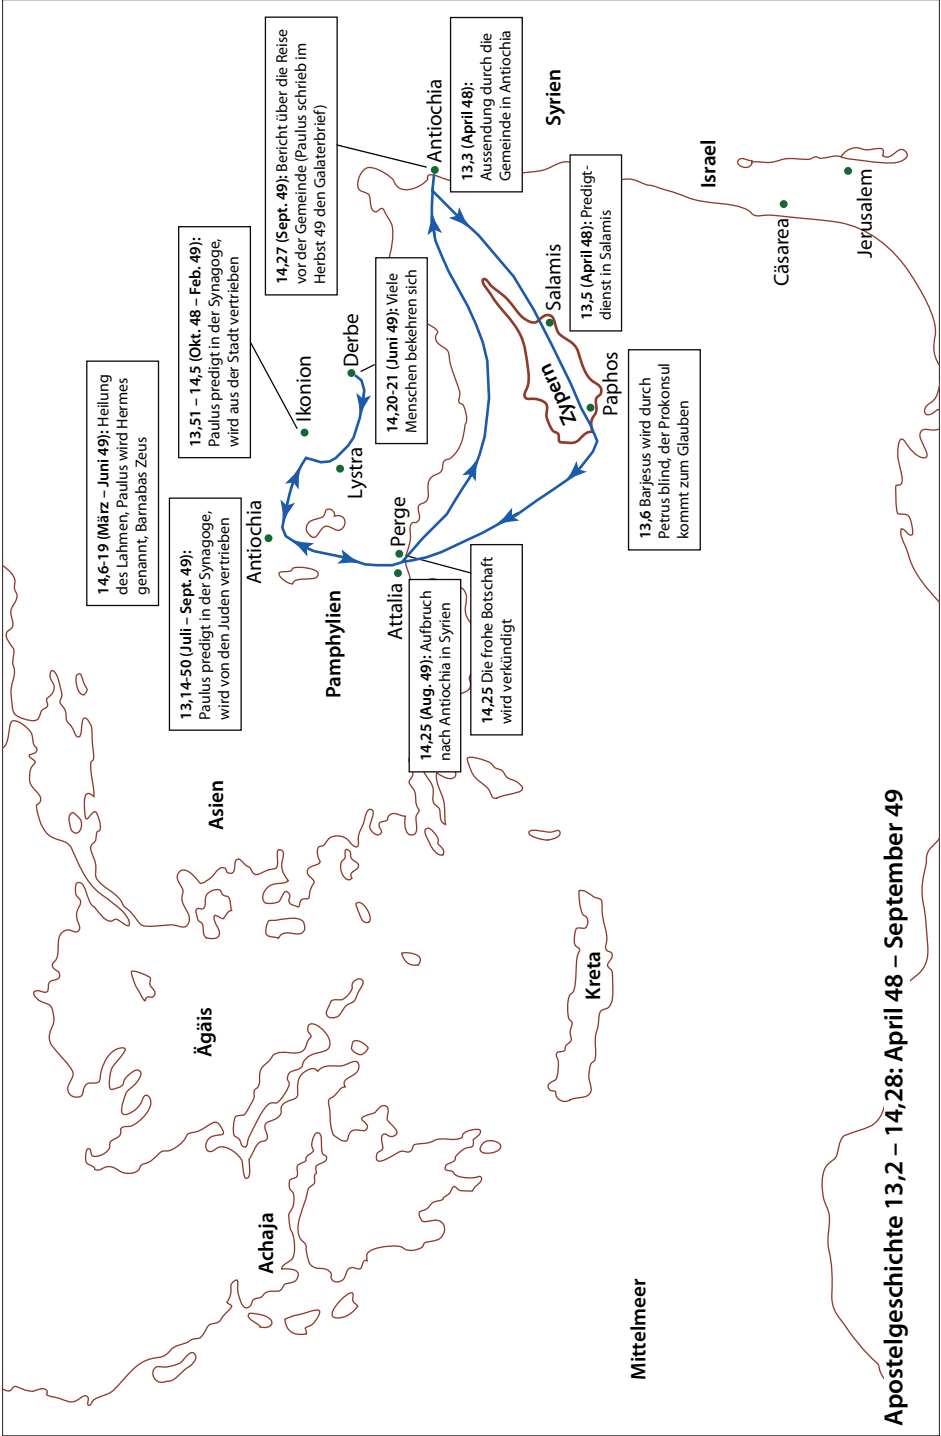 14,6-19 (März – Juni 49): Heilung
des Lahmen, Paulus wird Hermes
genannt, Barnabas Zeus
13,14-50 (Juli – Sept. 49):
Paulus predigt in der Synagoge,
wird von den Juden vertrieben
13,51 – 14,5 (Okt. 48 – Feb. 49):
Paulus predigt in der Synagoge,
wird aus der Stadt vertrieben
14,27 (Sept. 49): Bericht über die Reise
vor der Gemeinde (Paulus schrieb im
Herbst 49 den Galaterbrief)
Asien
Antiochia
Ikonion
Ägäis
Achaja
Pamphylien
Lystra
Derbe
14,20-21 (Juni 49): Viele
Menschen bekehren sich
Attalia
Perge
Antiochia
14,25 (Aug. 49): Aufbruch
nach Antiochia in Syrien
13,3 (April 48):
Aussendung durch die
Gemeinde in Antiochia
14,25 Die frohe Botschaft
wird verkündigt
Syrien
Zypern
Salamis
13,5 (April 48): Predigt-
dienst in Salamis
Kreta
Paphos
Mittelmeer
13,6 Barjesus wird durch
Petrus blind, der Prokonsul
kommt zum Glauben
Israel
Cäsarea
Jerusalem
Apostelgeschichte 13,2 – 14,28: April 48 – September 49